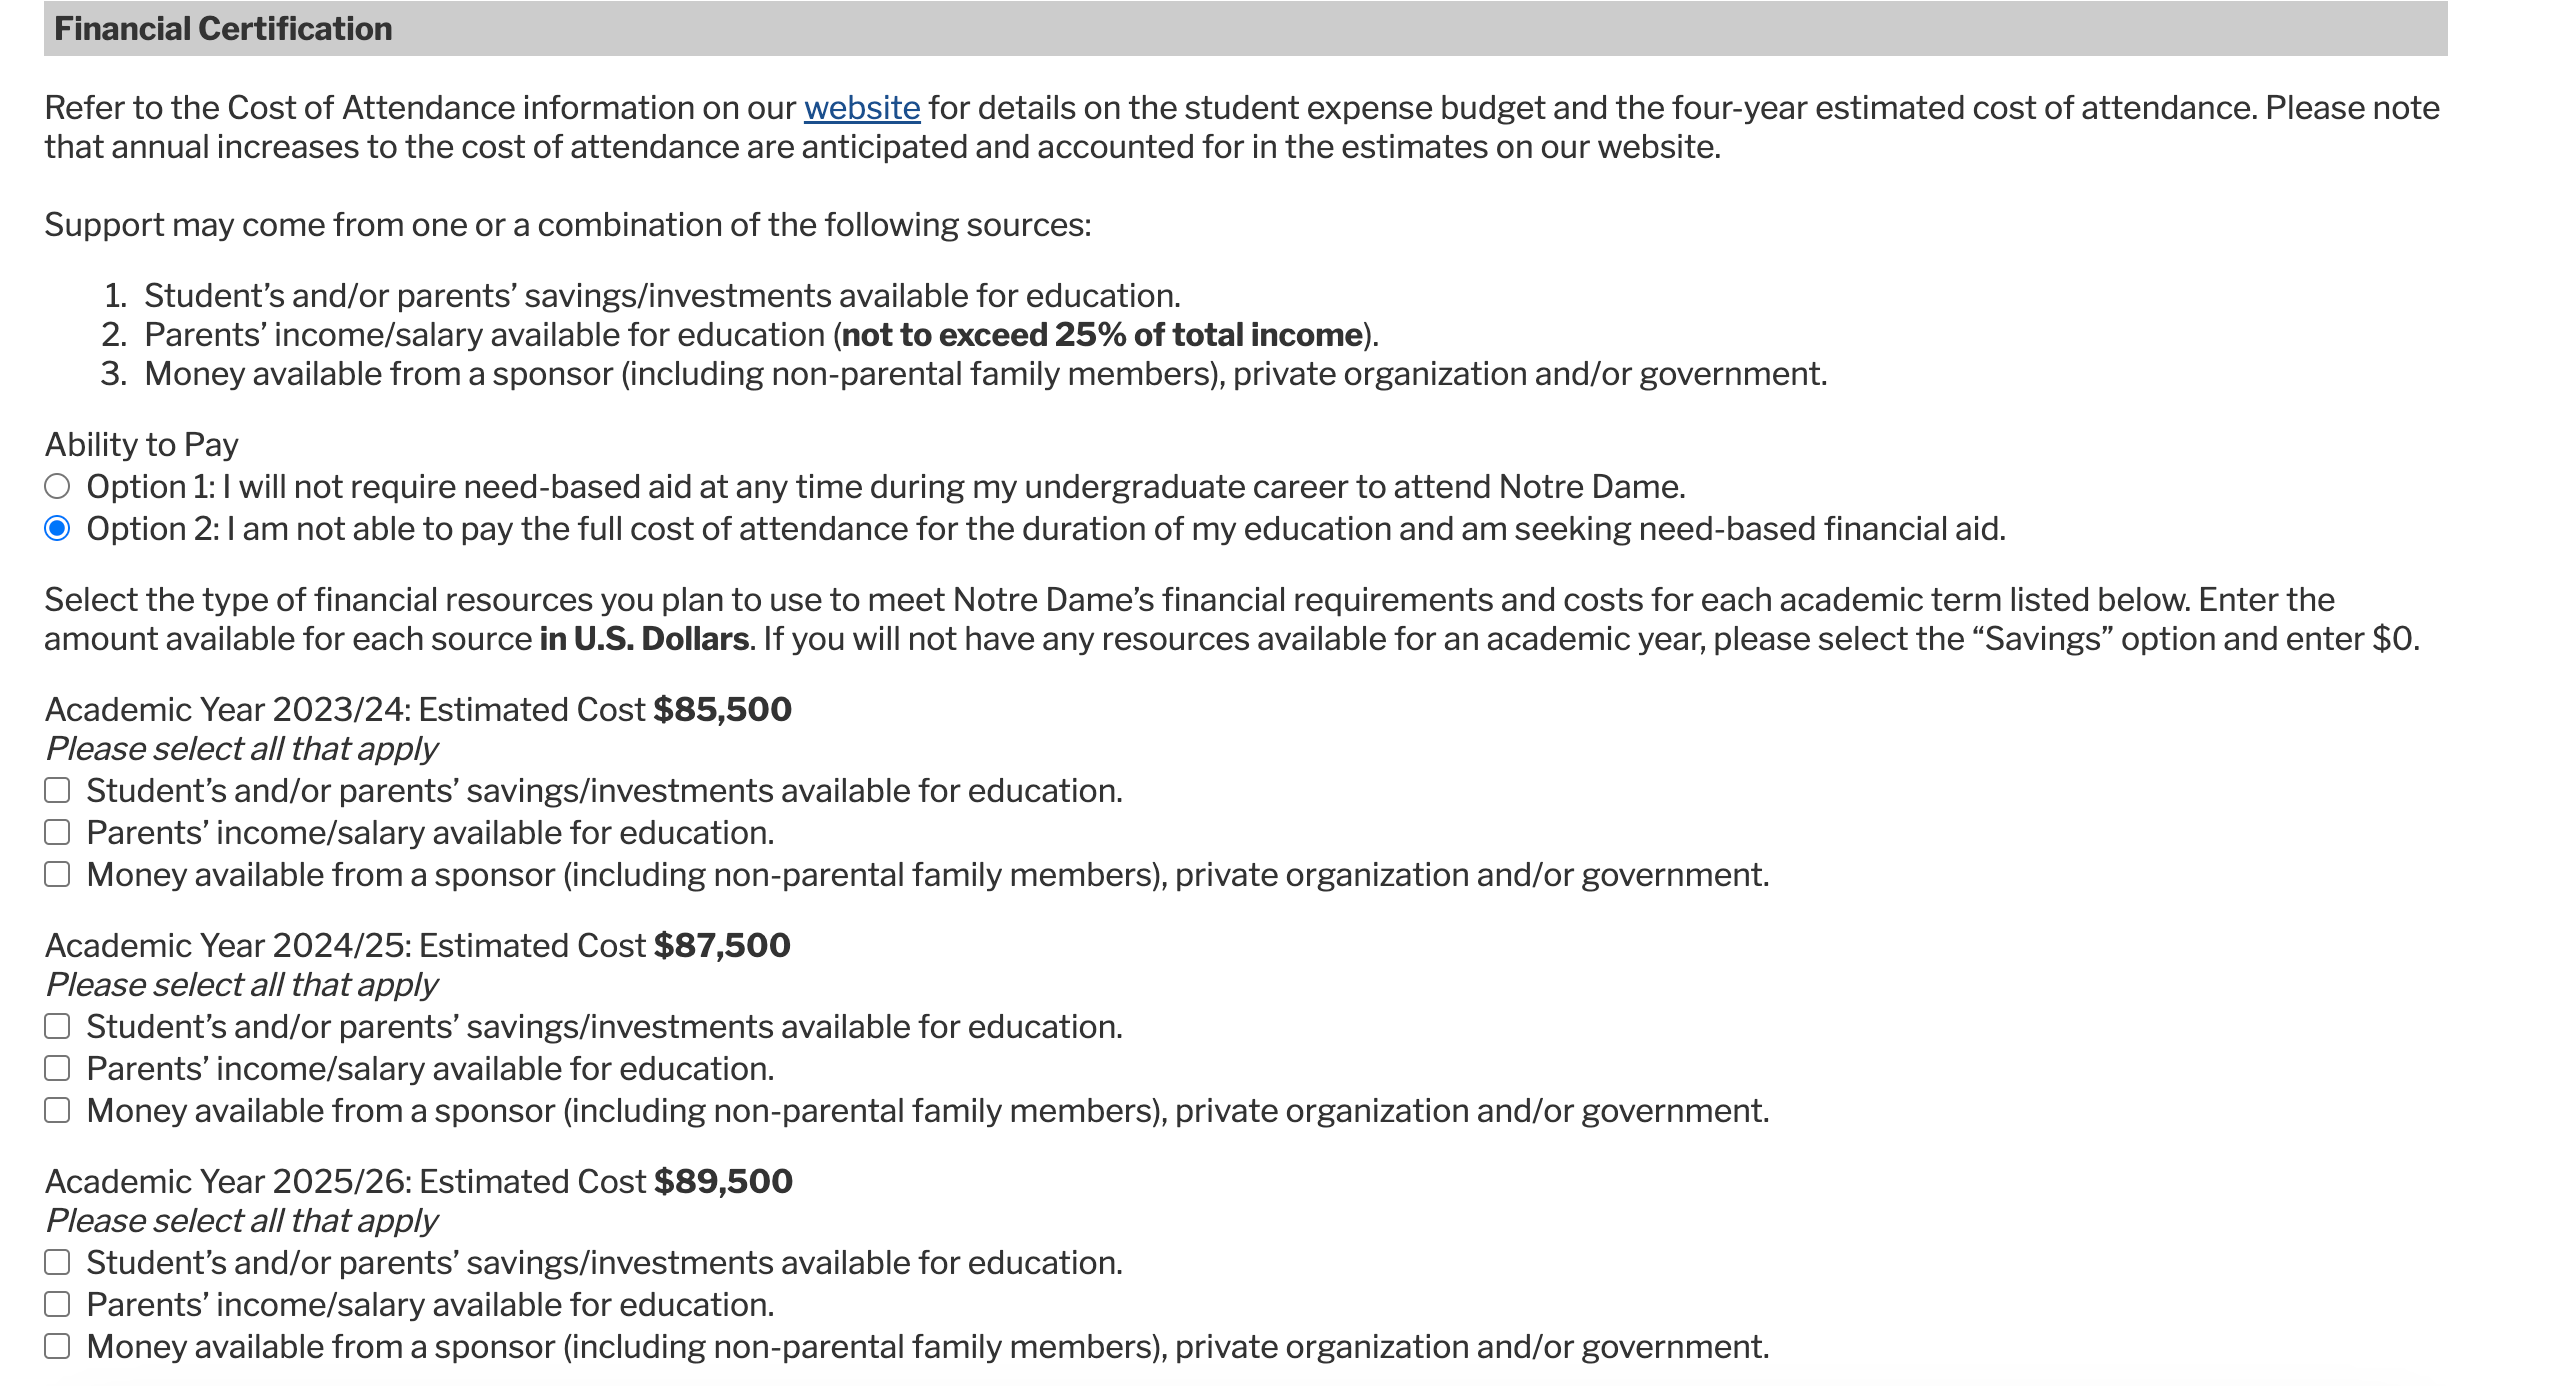 Financial Certification
Refer to the Cost of Attendance information on our website for details on the student expense budget and the four-year estimated cost of attendance. Please note
that annual increases to the cost of attendance are anticipated and accounted for in the estimates on our website.
Support may come from one or a combination of the following sources:
1. Student’s and/or parents’ savings/investments available for education.
2. Parents’ income/salary available for education (not to exceed 25% of total income).
3. Money available from a sponsor (including non-parental family members), private organization and/or government.
Ability to Pay
Option 1: I will not require need-based aid at any time during my undergraduate career to attend Notre Dame.
Option 2: I am not able to pay the full cost of attendance for the duration of my education and am seeking need-based financial aid.
Select the type of financial resources you plan to use to meet Notre Dame’s financial requirements and costs for each academic term listed below. Enter the
amount available for each source in U.S. Dollars. If you will not have any resources available for an academic year, please select the “Savings” option and enter $0.
Academic Year 2023/24: Estimated Cost $85,500
Please select all that apply
Student’s and/or parents’ savings/investments available for education.
Parents’ income/salary available for education.
Money available from a sponsor (including non-parental family members), private organization and/or government.
Academic Year 2024/25: Estimated Cost $87,500
Please select all that apply
Student’s and/or parents’ savings/investments available for education.
Parents’ income/salary available for education.
Money available from a sponsor (including non-parental family members), private organization and/or government.
Academic Year 2025/26: Estimated Cost $89,500
Please select all that apply
Student’s and/or parents’ savings/investments available for education.
Parents’ income/salary available for education.
Money available from a sponsor (including non-parental family members), private organization and/or government.